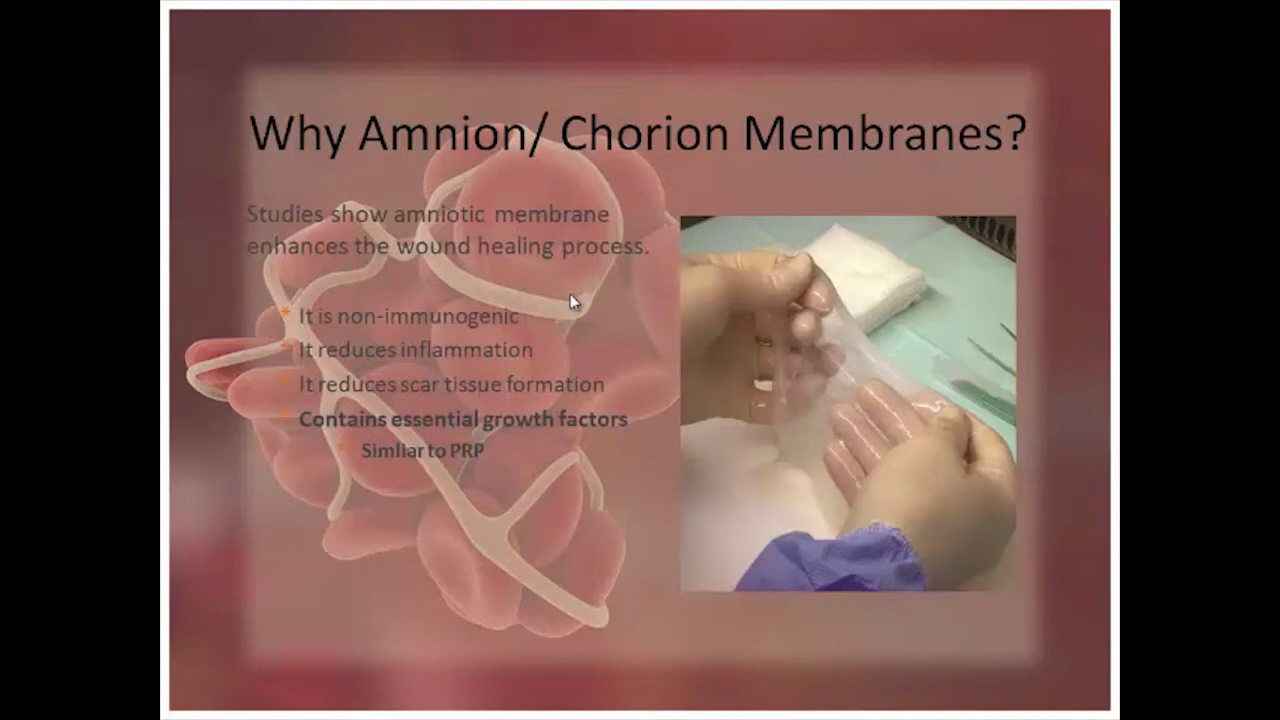 Why Amnion/ Chorion Membranes?
Studies show amniotic membrane
enhances the wound healing process.
* It is non-immunogenic
* It reduces inflammation
* It reduces scar tissue formation
* Contains essential growth factors
* Simliar to PRP